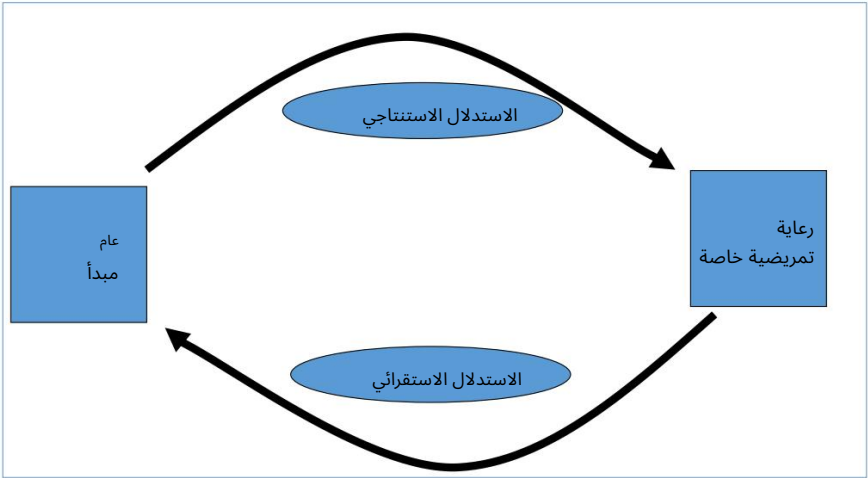 الاستدلال الاستنتاجي
عام
مبدأ
رعاية
تمريضية خاصة
الاستدلال الاستقرائي